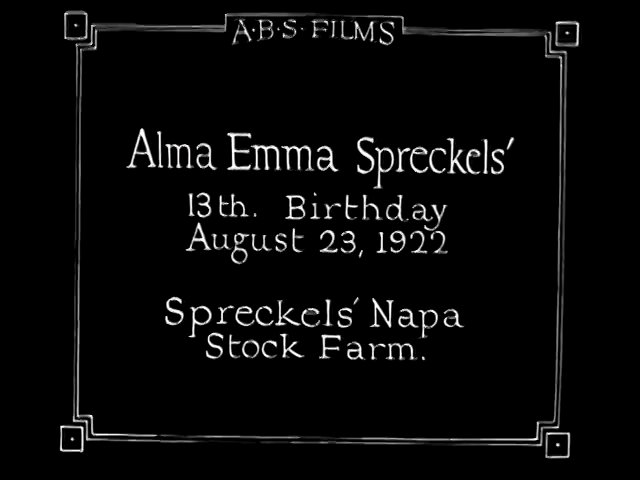 A·B·S· FILMS
Alma Emma Spreckels'
13th. Birthday
August 23, 1922
Spreckels' Napa
Stock Farm.